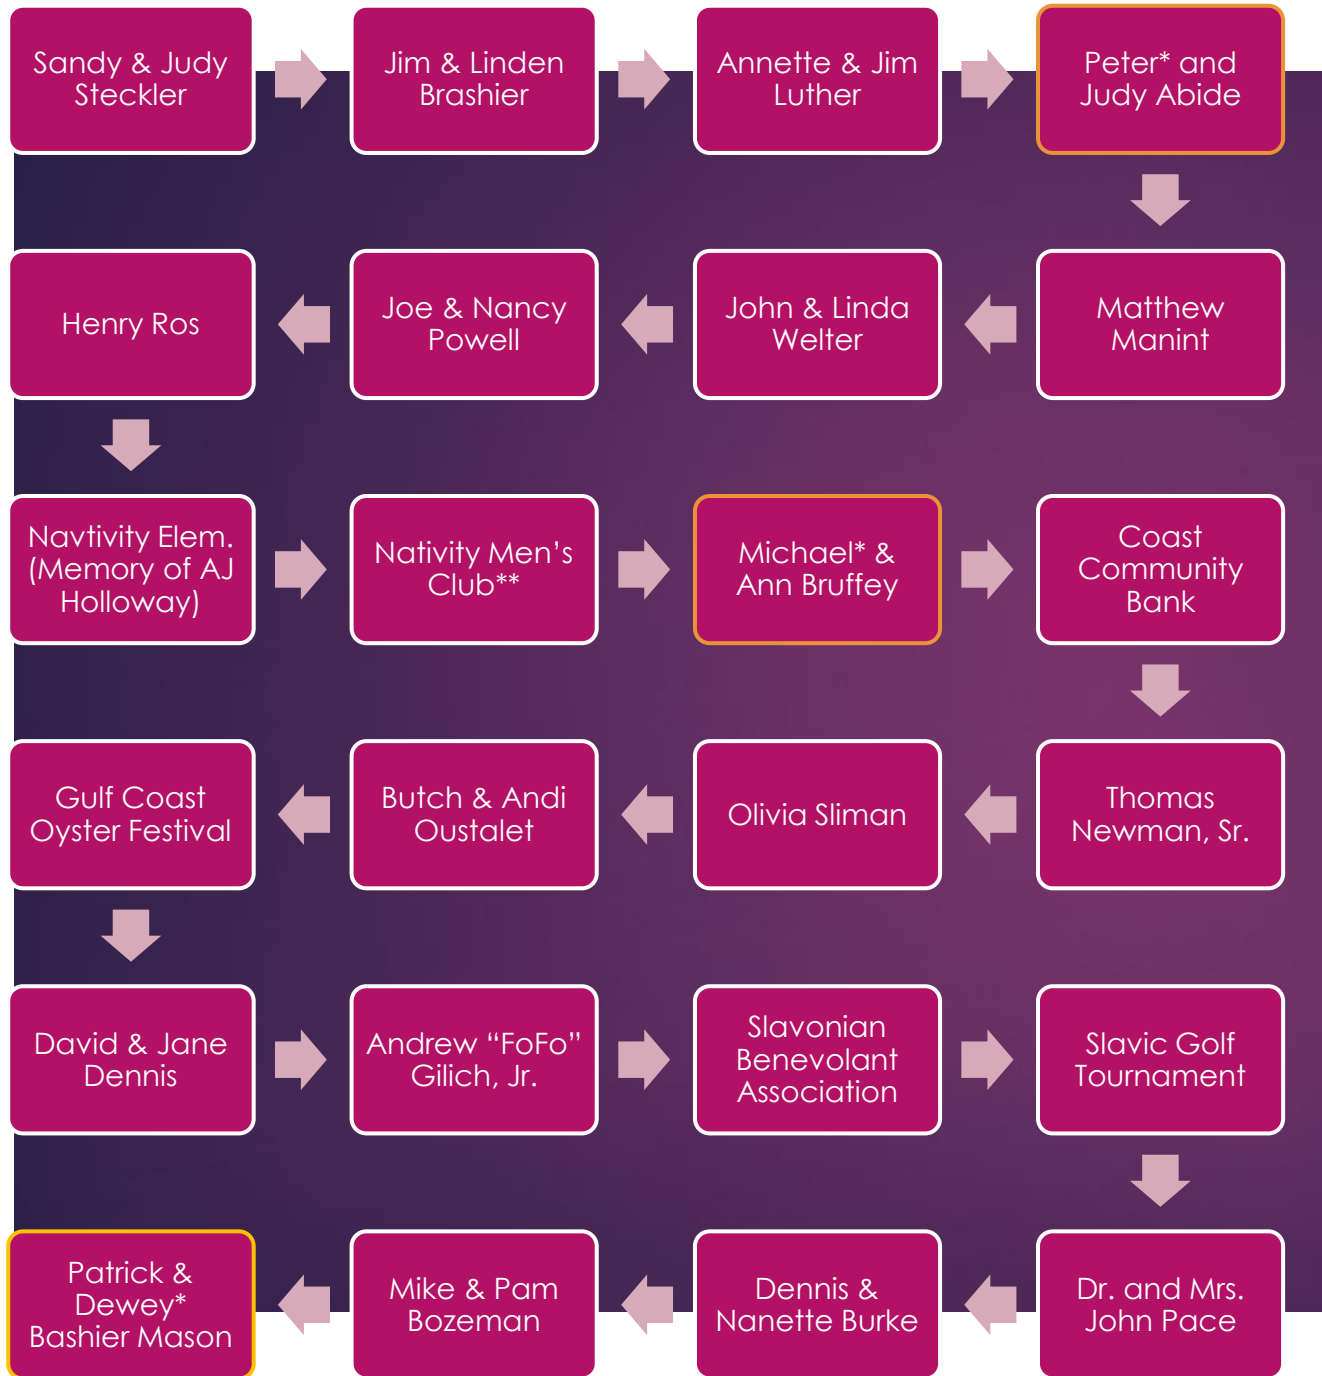 Sandy & Judy
Steckler
Jim & Linden
Brashier
Annette & Jim
Luther
Peter* and
Judy Abide
Matthew
Manint
John & Linda
Welter
Joe & Nancy
Powell
Henry Ros
Navtivity Elem.
(Memory of AJ
Holloway)
Nativity Men’s
Club**
Michael* &
Ann Bruffey
Coast
Community
Bank
Thomas
Newman, Sr.
Olivia Sliman
Butch & Andi
Oustalet
Gulf Coast
Oyster Festival
David & Jane
Dennis
Andrew “FoFo”
Gilich, Jr.
Slavonian
Benevolant
Association
Slavic Golf
Tournament
Dr. and Mrs.
John Pace
Dennis &
Nanette Burke
Mike & Pam
Bozeman
Patrick &
Dewey*
Bashier Mason